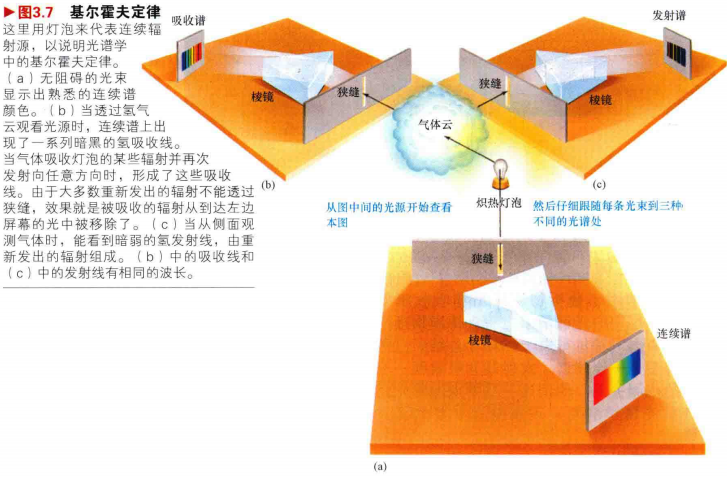 ▶图3.7 基尔霍夫定律
这里用灯泡来代表连续辐
射源，以说明光谱学
中的基尔霍夫定律。
（a）无阻碍的光束
显示出熟悉的连续谱
颜色。（b）当透过氢气
云观看光源时，连续谱上出
现了一系列暗黑的氢吸收线。
当气体吸收灯泡的某些辐射并再次
发射向任意方向时，形成了这些吸收
线。由于大多数重新发出的辐射不能透过
狭缝，效果就是被吸收的辐射从到达左边
屏幕的光中被移除了。（c）当从侧面观
测气体时，能看到暗弱的氢发射线，由重
新发出的辐射组成。（b）中的吸收线和
（c）中的发射线有相同的波长。
吸收谱
棱镜
狭缝
(b)
气体云
发射谱
狭缝
棱镜
(c)
炽热灯泡
从图中间的光源开始查看
本图
然后仔细跟随每条光束到三种
不同的光谱处
狭缝
棱镜
连续谱
(a)